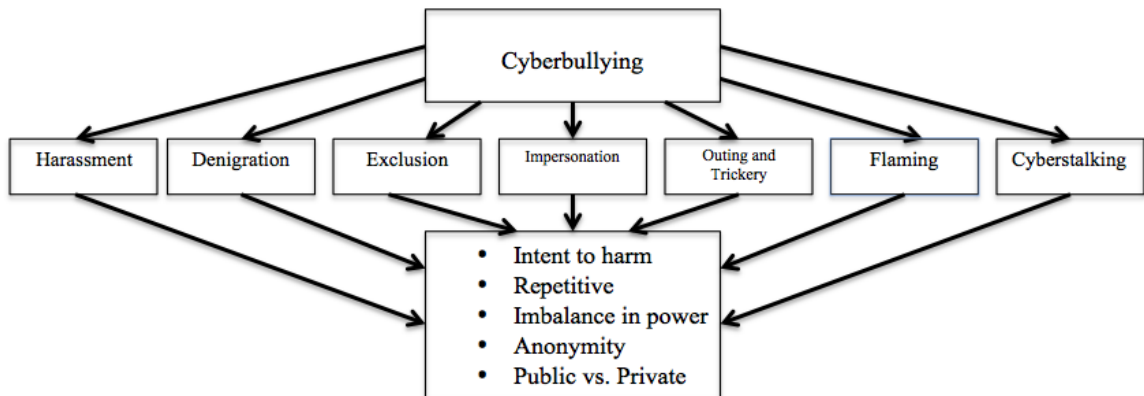 Cyberbullying
Harassment
Denigration
Exclusion
Impersonation
Outing and
Trickery
Flaming
Cyberstalking
• Intent to harm
• Repetitive
• Imbalance in power
• Anonymity
• Public vs. Private